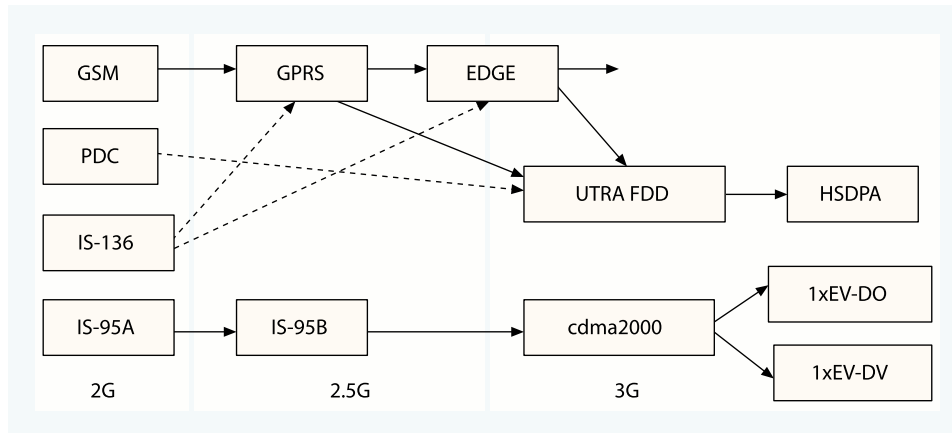 GSM
GPRS
EDGE
PDC
UTRA FDD
HSDPA
IS-136
IS-95A
IS-95B
cdma2000
1xEV-DO
1xEV-DV
2G
2.5G
3G